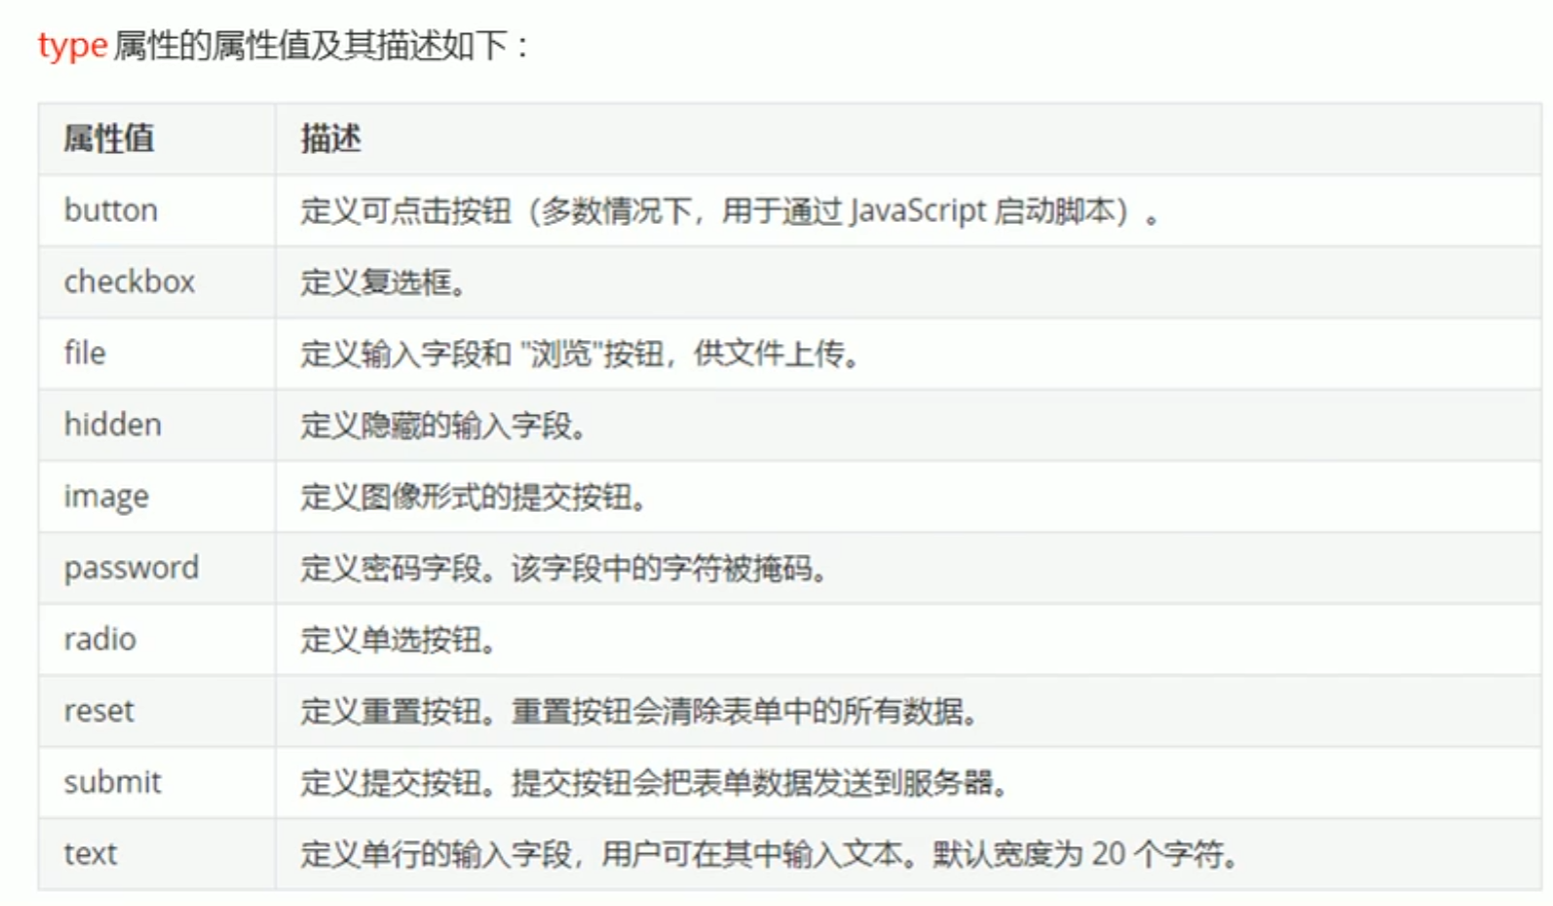 type 属性的属性值及其描述如下：
属性值 描述
button 定义可点击按钮（多数情况下，用于通过 JavaScript 启动脚本）。
checkbox 定义复选框。
file 定义输入字段和 "浏览"按钮，供文件上传。
hidden 定义隐藏的输入字段。
image 定义图像形式的提交按钮。
password 定义密码字段。该字段中的字符被掩码。
radio 定义单选按钮。
reset 定义重置按钮。重置按钮会清除表单中的所有数据。
submit 定义提交按钮。提交按钮会把表单数据发送到服务器。
text 定义单行的输入字段，用户可在其中输入文本。默认宽度为 20 个字符。